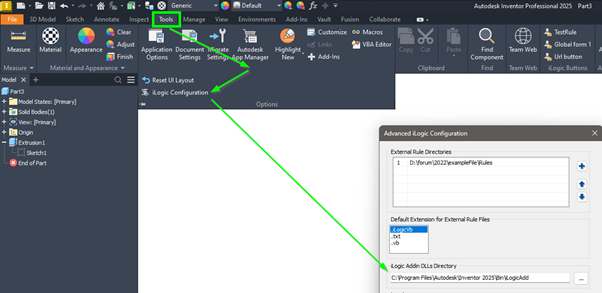 Generic
Default
Autodesk Inventor Professional 2025   Part3
File
3D Model
Sketch
Annotate
Inspect
Tools
Manage
View
Environments
Add-Ins
Vault
Fusion
Collaborate
Measure
Material
Appearance
Clear
Adjust
Finish
Application Options
Document Settings
Migrate Settings
Autodesk App Manager
Highlight New
Customize
Links
Add-Ins
Macros
VBA Editor
Copy
Cut
Paste
Find Component
Team Web
TestRule
Global form 1
Url button
Measure
Material and Appearance
Clipboard
Find
Team Web
iLogic Buttons
Reset UI Layout
iLogic Configuration
Options
Model
Part3
Model States: [Primary]
Solid Bodies(1)
View: [Primary]
Origin
Extrusion1
Sketch1
End of Part
Advanced iLogic Configuration
External Rule Directories
1 D:\forum\2022\exampleFile\Rules
Default Extension for External Rule Files
.iLogicVb
.txt
.vb
iLogic Addin DLLs Directory
C:\Program Files\Autodesk\Inventor 2025\Bin\iLogicAdd
...